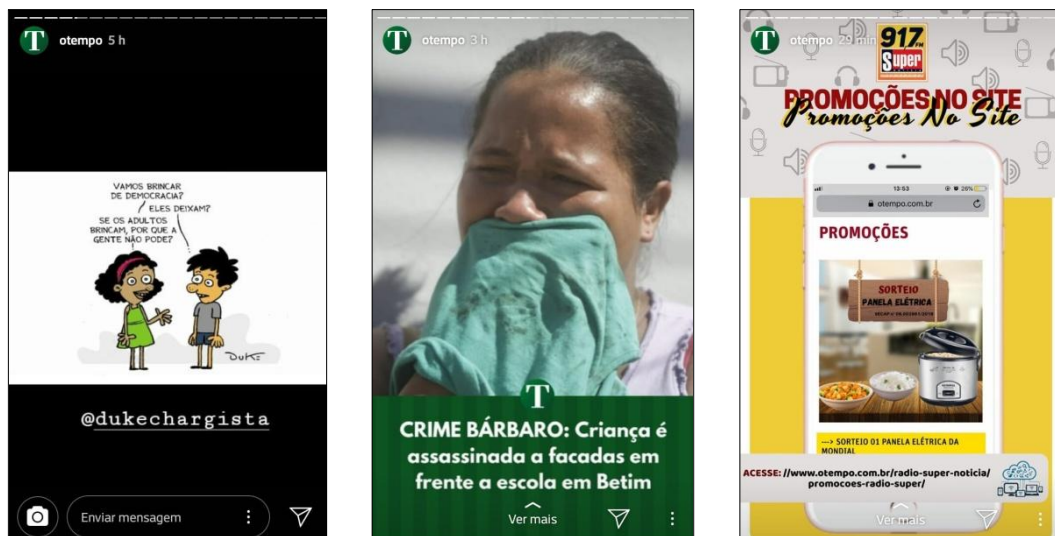 T otempo 5 h
VAMOS BRINCAR
DE DEMOCRACIA?
ELES DEIXAM?
SE OS ADULTOS
BRINCAM, POR QUE A
GENTE NÃO PODE?
DUKE
@dukechargista
Enviar mensagem
T otempo 3 h
T
CRIME BÁRBARO: Criança é
assassinada a facadas em
frente a escola em Betim
Ver mais
T otempo 29 min
91,7 FM
Super
PROMOÇÕES NO SITE
Promoções No Site
13:53
25%
otempo.com.br
PROMOÇÕES
SORTEIO
PANELA ELÉTRICA
---> SORTEIO 01 PANELA ELÉTRICA DA
MONDIAL
ACESSE: //www.otempo.com.br/radio-super-noticia/
promocoes-radio-super/
Ver mais